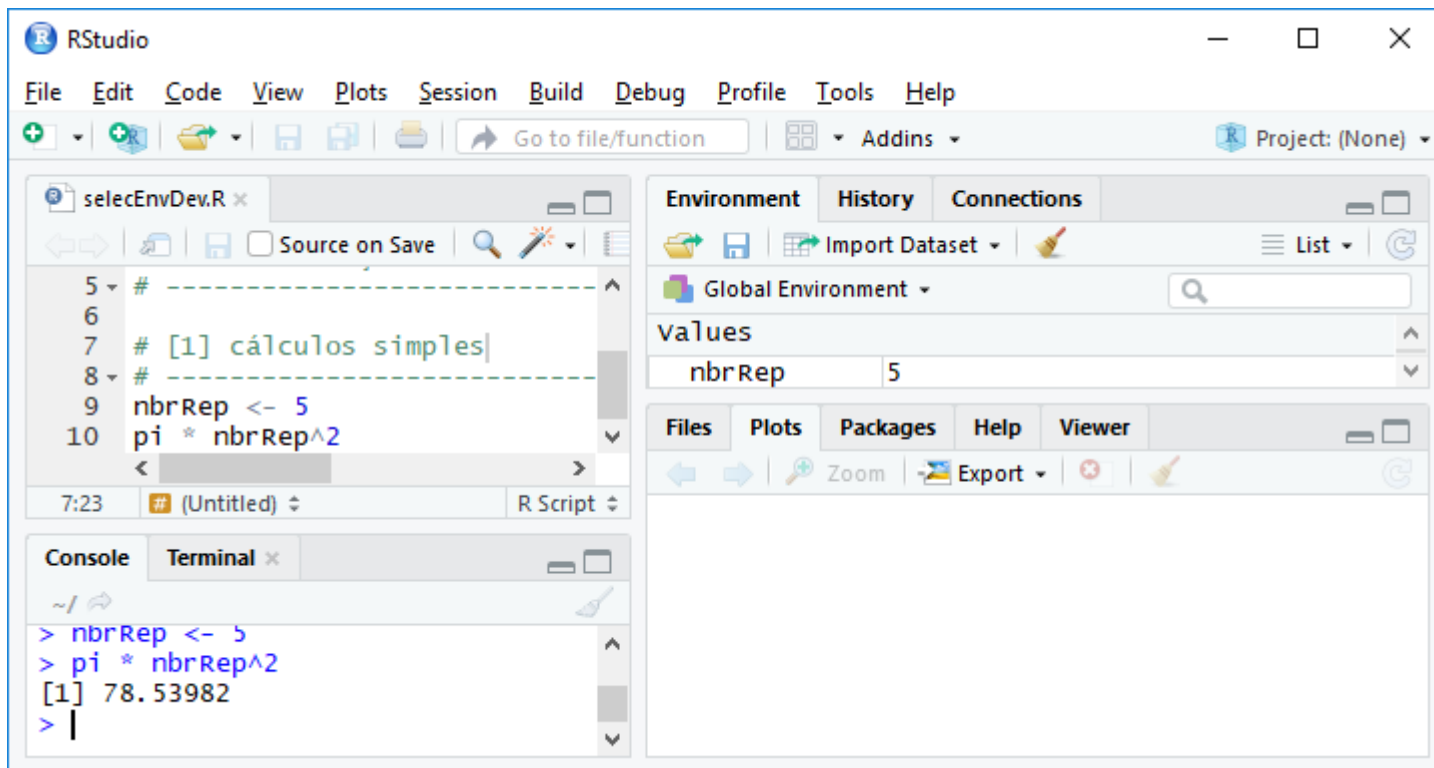 RStudio
File Edit Code View Plots Session Build Debug Profile Tools Help
Go to file/function Addins Project: (None)
selecEnvDev.R
Source on Save
5 # ---------------------------
6
7 # [1] cálculos simples
8 # ---------------------------
9 nbrRep <- 5
10 pi * nbrRep^2
7:23 (Untitled) R Script
Console Terminal
~/
> nbrRep <- 5
> pi * nbrRep^2
[1] 78.53982
>
Environment History Connections
Import Dataset List
Global Environment
Values
nbrRep 5
Files Plots Packages Help Viewer
Zoom Export